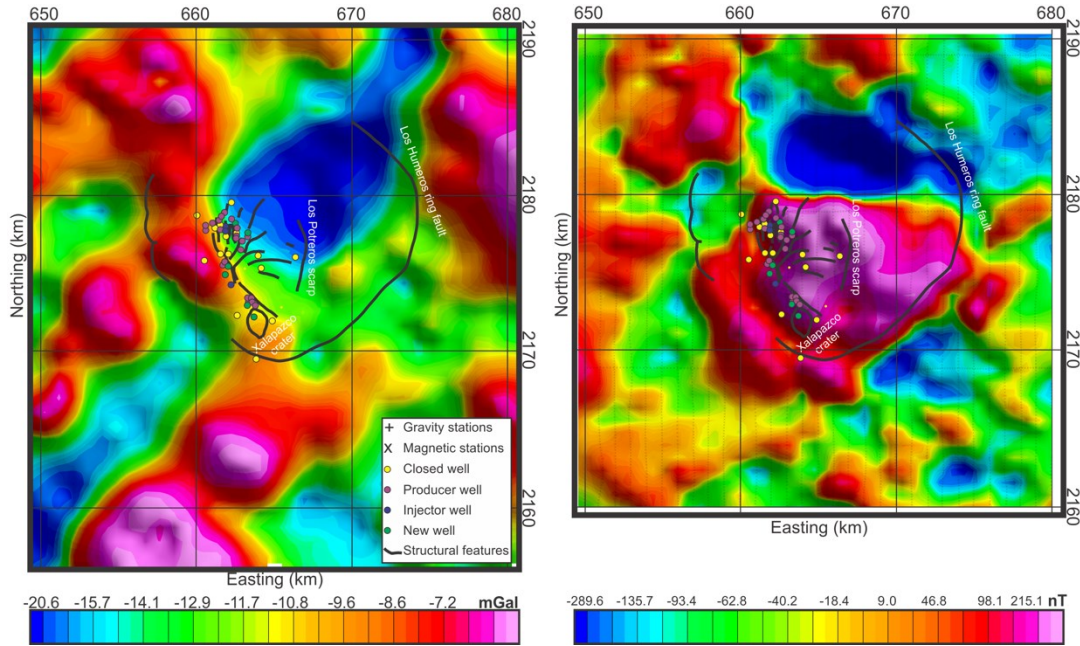 650 660 670
2190
2180
2170
2160
Northing (km)
Easting (km)
Los Humeros ring fault
Los Potreros scarp
Xalapazco
crater
+ Gravity stations
x Magnetic stations
Closed well
Producer well
Injector well
New well
Structural features
-20.6 -15.7 -14.1 -12.9 -11.7 -10.8 -9.6 -8.6 -7.2 mGal
650 660 670 680
2190
2180
2170
2160
Northing (km)
Easting (km)
Los Humeros ring fault
Los Potreros scarp
Xalapazco
crater
-289.6 -135.7 -93.4 -62.8 -40.2 -18.4 9.0 46.8 98.1 215.1 nT